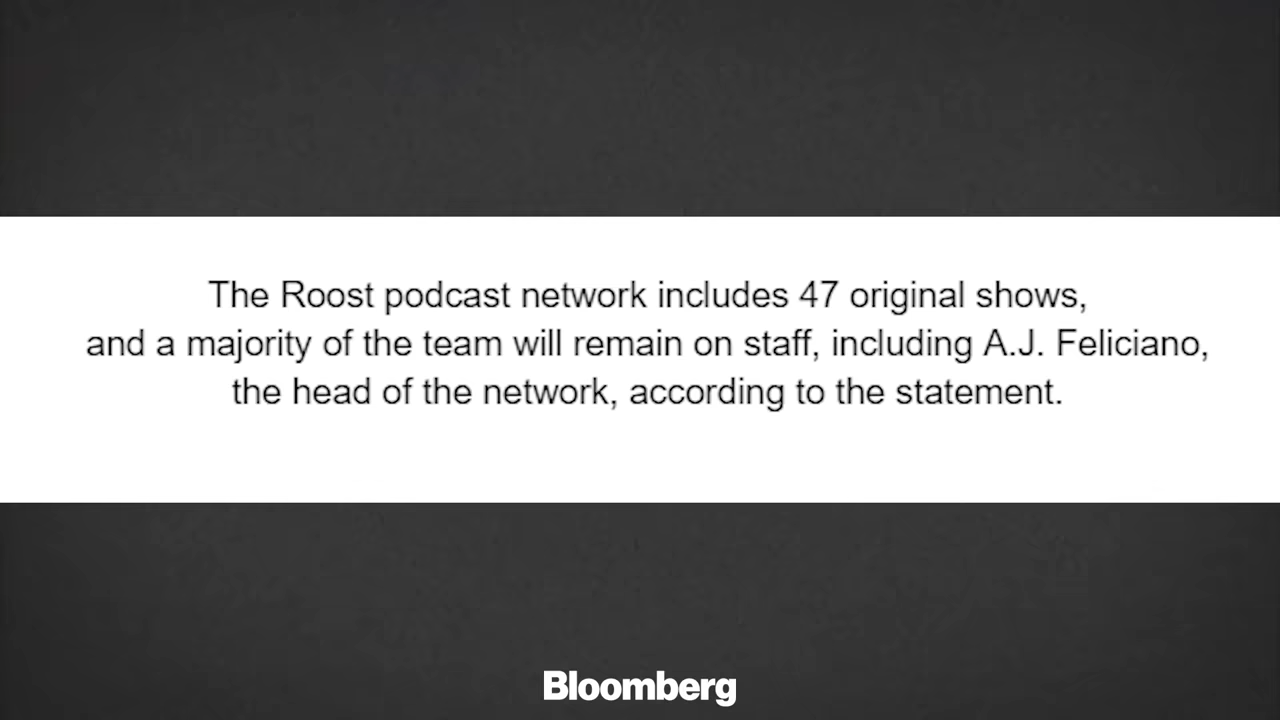 The Roost podcast network includes 47 original shows,
and a majority of the team will remain on staff, including A.J. Feliciano,
the head of the network, according to the statement.
Bloomberg